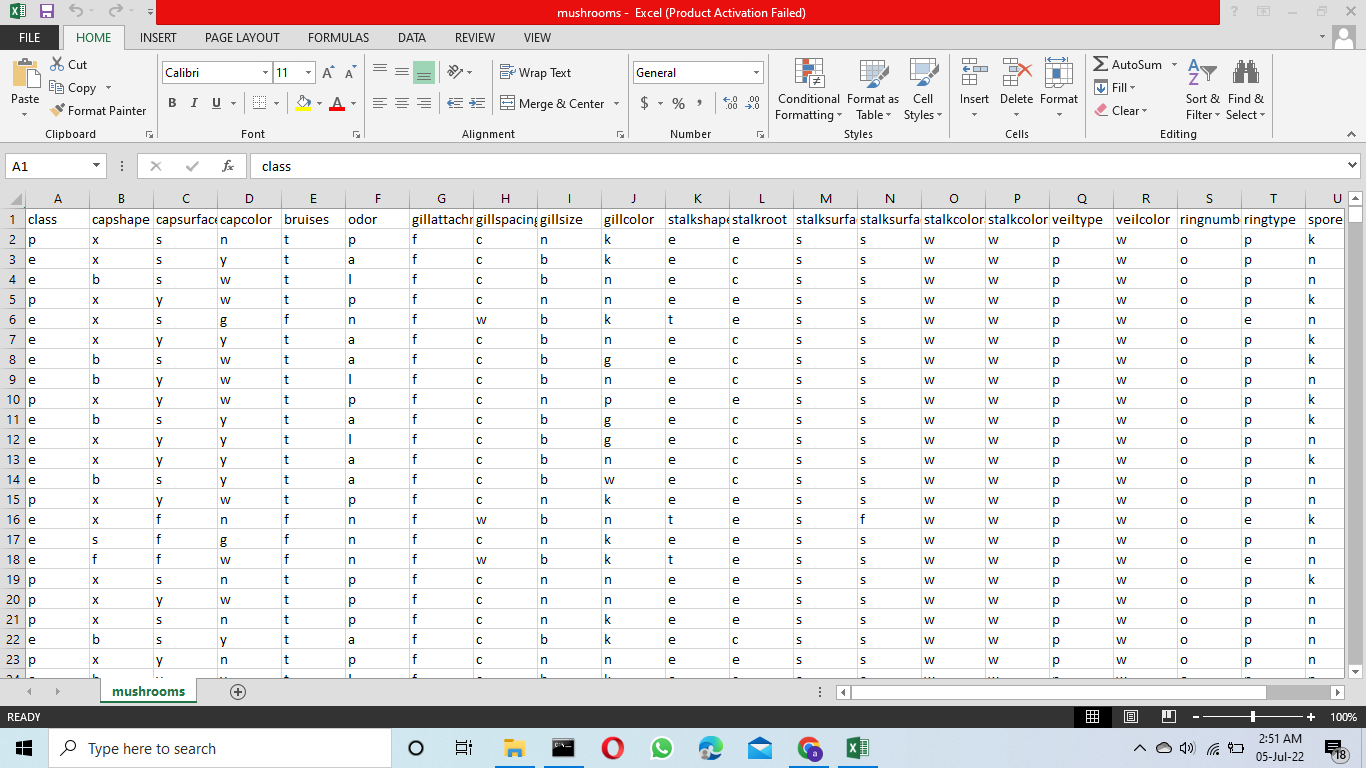 mushrooms - Excel (Product Activation Failed)
FILE HOME INSERT PAGE LAYOUT FORMULAS DATA REVIEW VIEW
Paste
Cut
Copy
Format Painter
Clipboard
Calibri 11
B I U
Font
Wrap Text
Merge & Center
Alignment
General
$ % ,
Number
Conditional Formatting
Format as Table
Cell Styles
Styles
Insert Delete Format
Cells
AutoSum
Fill
Clear
Sort & Filter
Find & Select
Editing
A1 fx class
A B C D E F G H I J K L M N O P Q R S T U
1 class capshape capsurface capcolor bruises odor gillattachm gillspacing gillsize gillcolor stalkshape stalkroot stalksurfa stalksurfa stalkcolor stalkcolor veiltype veilcolor ringnumb ringtype spore
2 p x s n t p f c n k e e s s w w p w o p k
3 e x s y t a f c b k e c s s w w p w o p n
4 e b s w t l f c b n e c s s w w p w o p n
5 p x y w t p f c n n e e s s w w p w o p k
6 e x s g f n f w b k t e s s w w p w o e n
7 e x y y t a f c b n e c s s w w p w o p k
8 e b s w t a f c b g e c s s w w p w o p k
9 e b y w t l f c b n e c s s w w p w o p n
10 p x y w t p f c n p e e s s w w p w o p k
11 e b s y t a f c b g e c s s w w p w o p k
12 e x y y t l f c b g e c s s w w p w o p n
13 e x y y t a f c b n e c s s w w p w o p k
14 e b s y t a f c b w e c s s w w p w o p n
15 p x y w t p f c n k e e s s w w p w o p n
16 e x f n f n f w b n t e s f w w p w o e k
17 e s f g f n f c n k e e s s w w p w o p n
18 e f f w f n f w b k t e s s w w p w o e n
19 p x s n t p f c n n e e s s w w p w o p k
20 p x y w t p f c n n e e s s w w p w o p n
21 p x s n t p f c n k e e s s w w p w o p n
22 e b s y t a f c b k e c s s w w p w o p n
23 p x y n t p f c n n e e s s w w p w o p n
mushrooms
READY 100%
Type here to search
2:51 AM
05-Jul-22
18